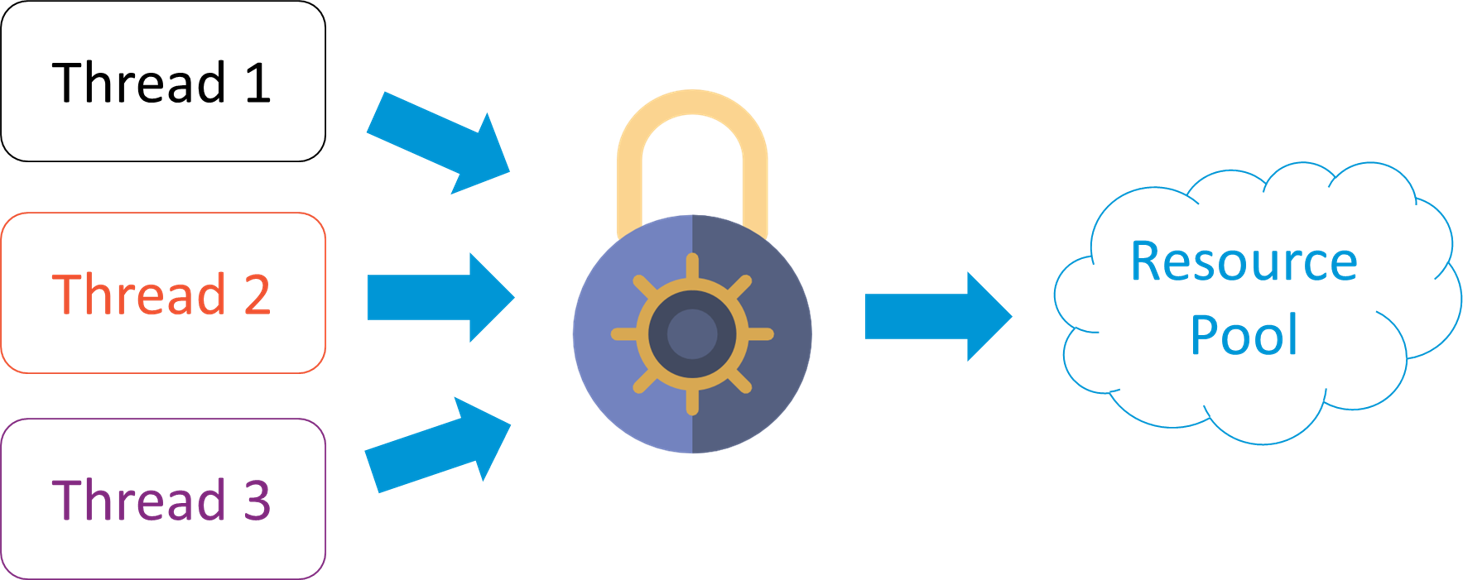 Thread 1
Thread 2
Thread 3
Resource
Pool